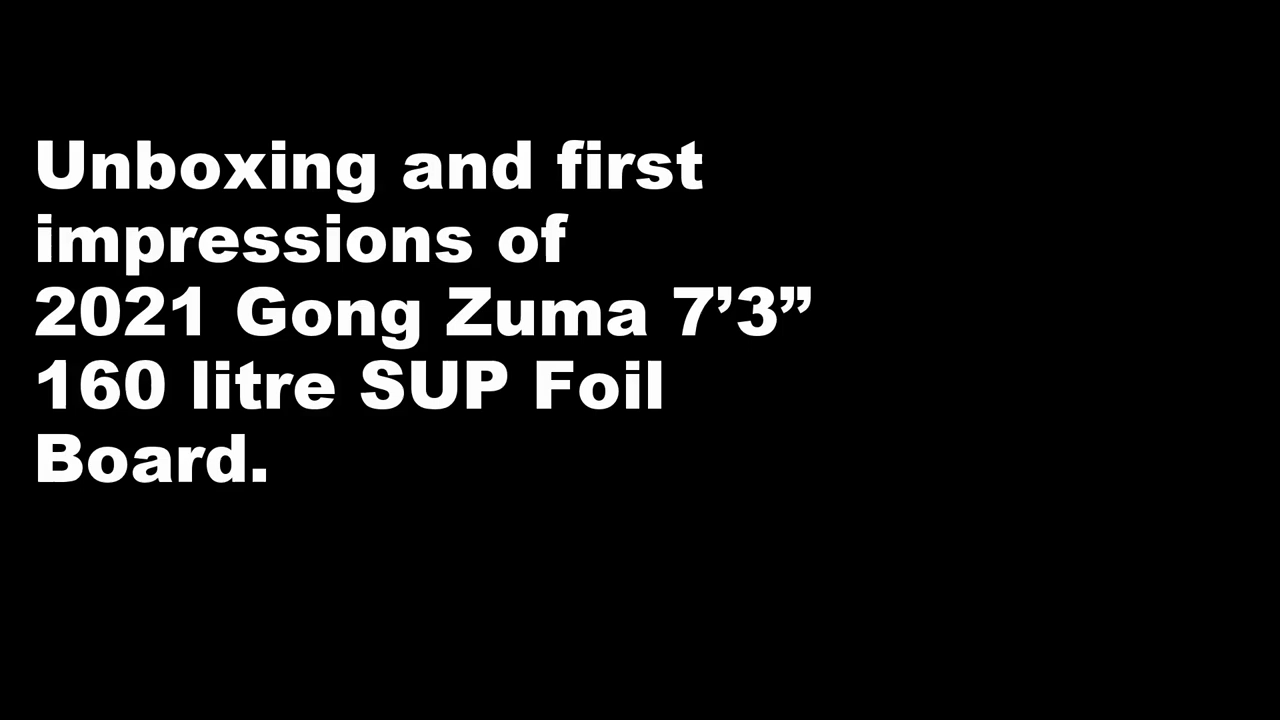 Unboxing and first
impressions of
2021 Gong Zuma 7’3”
160 litre SUP Foil
Board.